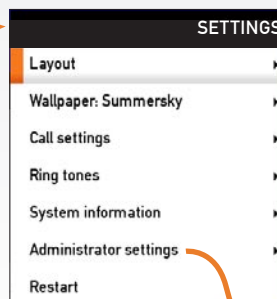 SETTINGS
Layout
Wallpaper: Summersky
Call settings
Ring tones
System information
Administrator settings
Restart